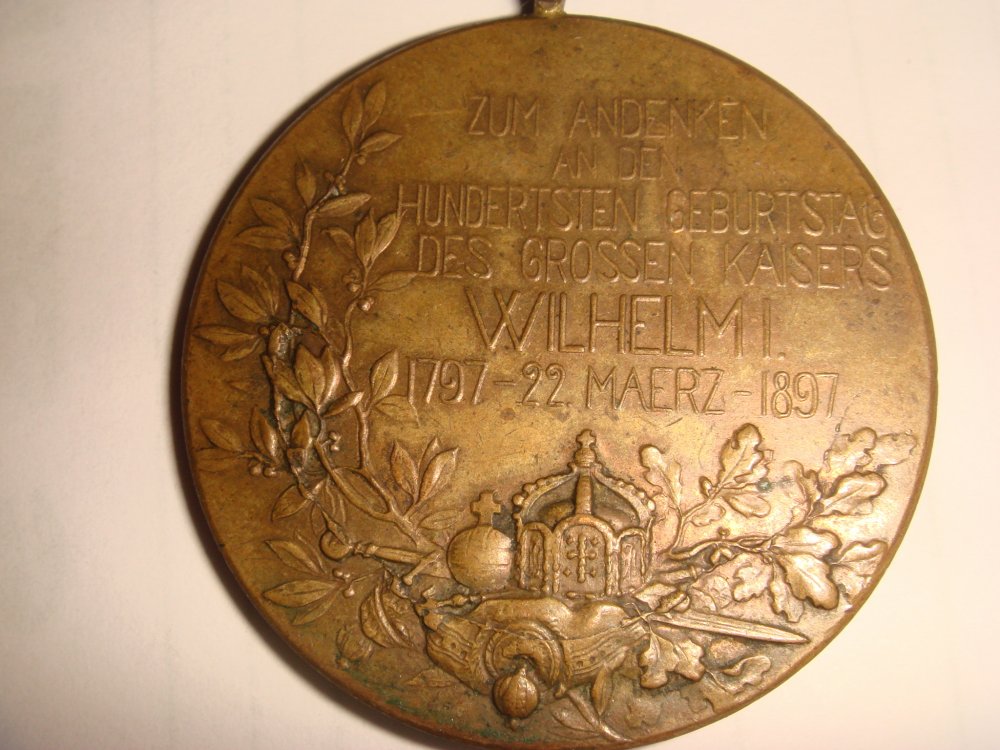 ZUM ANDENKEN
AN DEN
HUNDERTSTEN GEBURTSTAG
DES GROSSEN KAISERS
WILHELM I.
1797 - 22. MAERZ - 1897